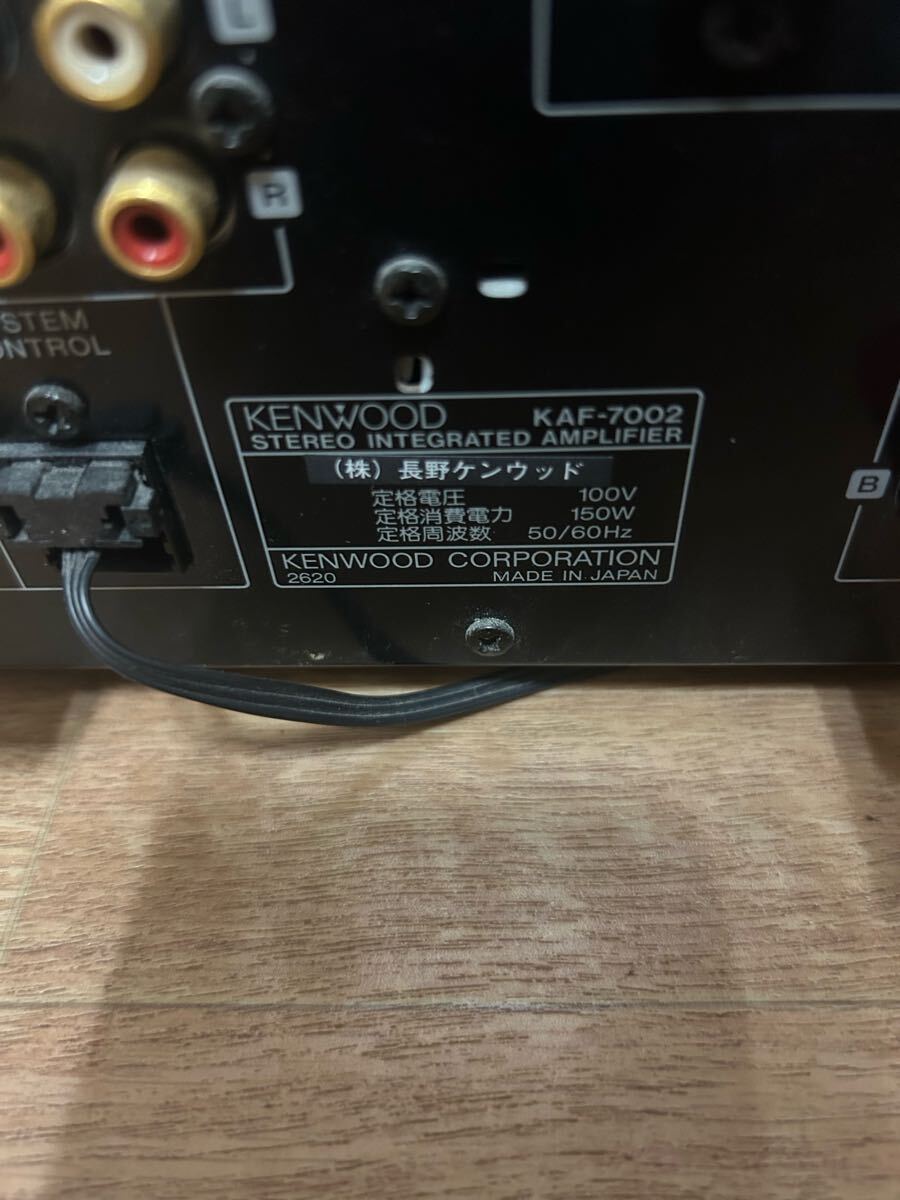 L
R
STEM
ONTROL
KENWOOD KAF-7002
STEREO INTEGRATED AMPLIFIER
(株)長野ケンウッド
定格電圧 100V
定格消費電力 150W
定格周波数 50/60Hz
KENWOOD CORPORATION
2620 MADE IN JAPAN
B